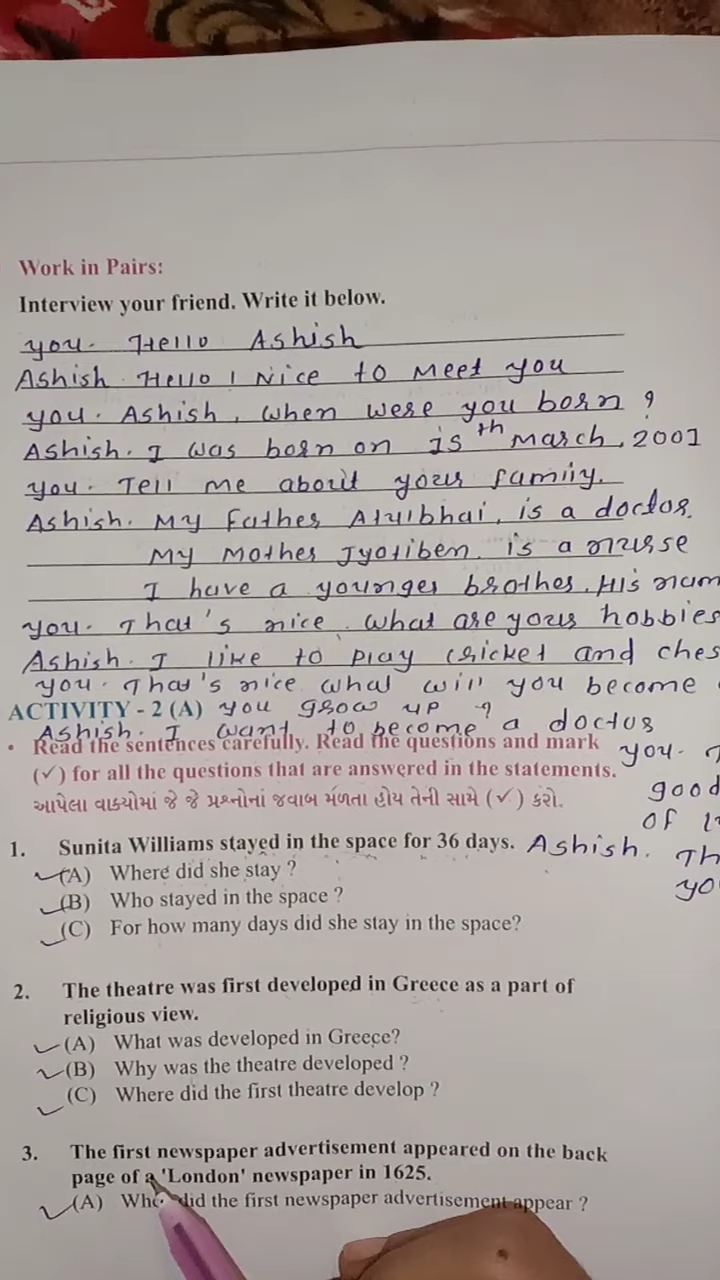 Work in Pairs:
Interview your friend. Write it below.
you. Hello Ashish
Ashish Hello! Nice to Meet you
you. Ashish, when were you born ?
Ashish. I was born on 15th March, 2001
you. Tell me about your family.
Ashish. My Father Atulbhai, is a doctor.
My Mother Jyotiben. is a nurse
I have a younger brother. His nam
you. That's nice. what are your hobbies
Ashish. I like to play cricket and ches
you. That's nice what will you become
ACTIVITY - 2 (A) you grow up ?
Ashish. I want to become a doctor
• Read the sentences carefully. Read the questions and mark
you.
(✓) for all the questions that are answered in the statements.
good
આપેલા વાક્યોમાં જે જે પ્રશ્નોનાં જવાબ મળતા હોય તેની સામે (✓) કરો.
of
1. Sunita Williams stayed in the space for 36 days. Ashish. Th
yo
✓(A) Where did she stay ?
✓(B) Who stayed in the space ?
✓(C) For how many days did she stay in the space?
2. The theatre was first developed in Greece as a part of
religious view.
✓(A) What was developed in Greece?
✓(B) Why was the theatre developed ?
✓(C) Where did the first theatre develop ?
3. The first newspaper advertisement appeared on the back
page of a 'London' newspaper in 1625.
✓(A) did the first newspaper advertisement appear ?